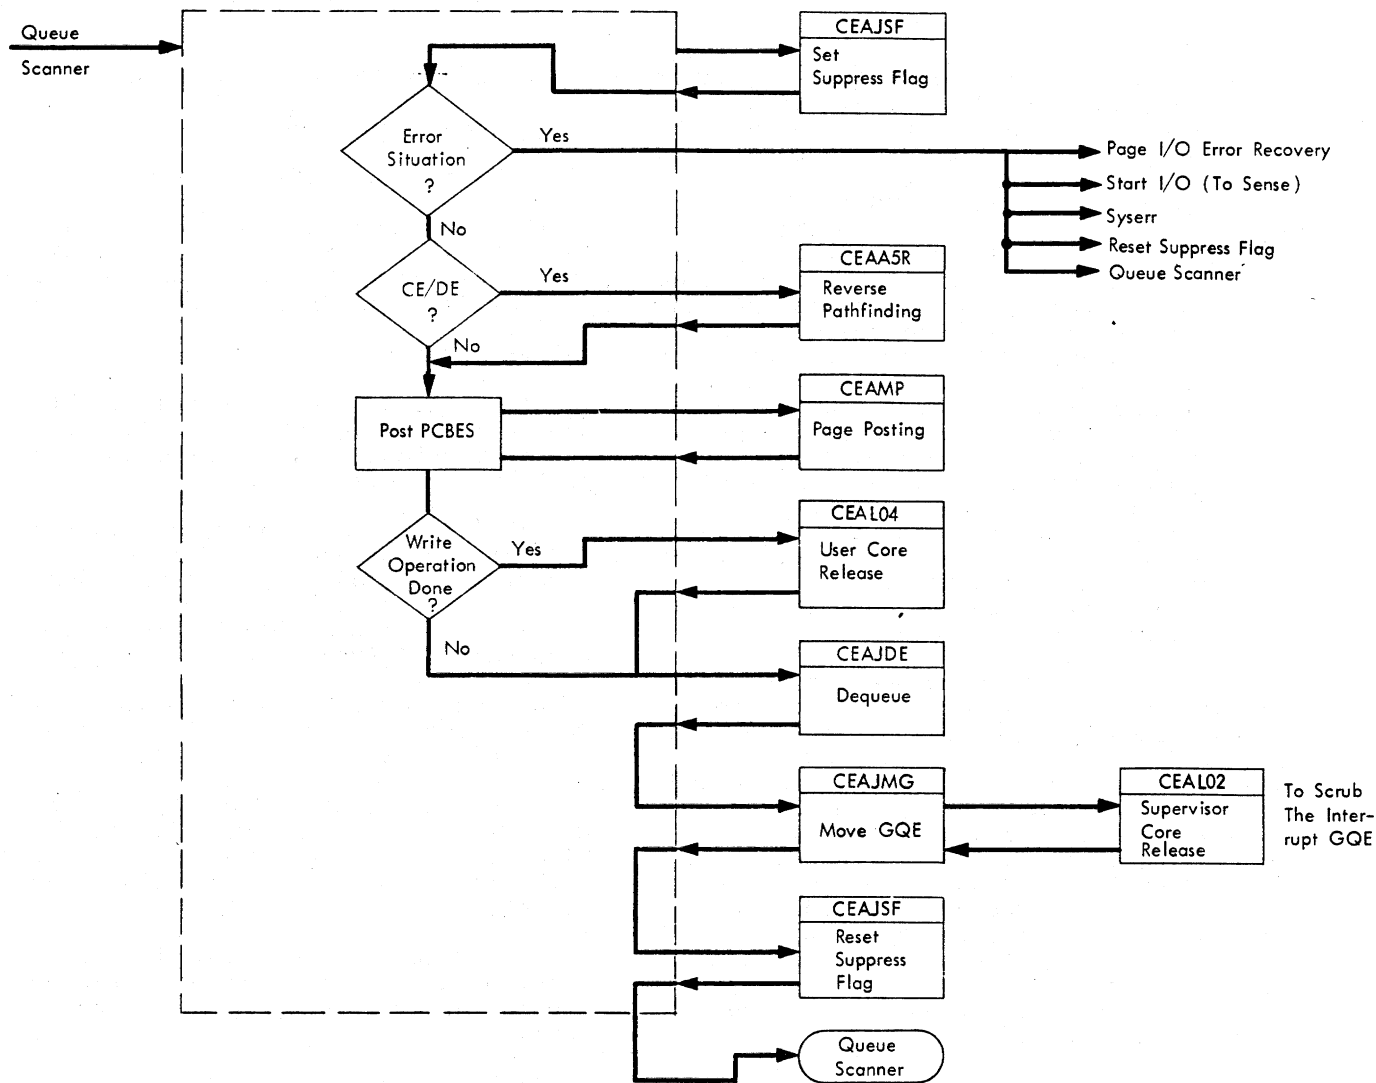 Queue
Scanner
CEAJSF
Set
Suppress Flag
Error
Situation
?
Yes
No
Page I/O Error Recovery
Start I/O (To Sense)
Syserr
Reset Suppress Flag
Queue Scanner
CE/DE
?
Yes
No
CEAA5R
Reverse
Pathfinding
Post PCBES
CEAMP
Page Posting
Write
Operation
Done
?
Yes
No
CEAL04
User Core
Release
CEAJDE
Dequeue
CEAJMG
Move GQE
CEAL02
Supervisor
Core
Release
To Scrub
The Inter-
rupt GQE
CEAJSF
Reset
Suppress
Flag
Queue
Scanner